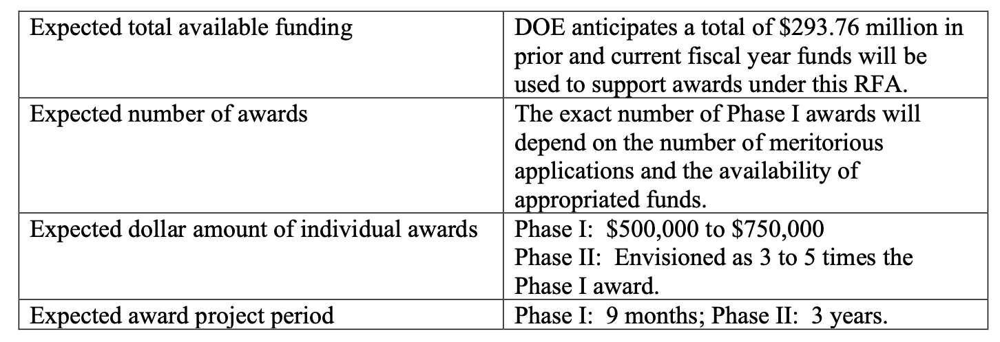 Expected total available funding
DOE anticipates a total of $293.76 million in
prior and current fiscal year funds will be
used to support awards under this RFA.
Expected number of awards
The exact number of Phase I awards will
depend on the number of meritorious
applications and the availability of
appropriated funds.
Expected dollar amount of individual awards
Phase I:  $500,000 to $750,000
Phase II:  Envisioned as 3 to 5 times the
Phase I award.
Expected award project period
Phase I:  9 months; Phase II:  3 years.